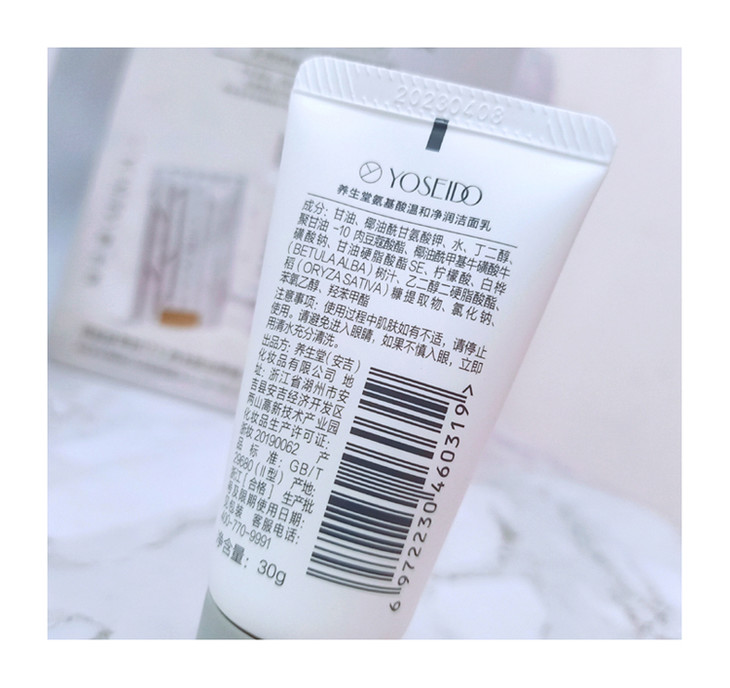 20230408
YOSEIDO
养生堂氨基酸温和净润洁面乳
成分：甘油、椰油酰甘氨酸钾、水、丁二醇、
聚甘油-10 肉豆蔻酸酯、椰油酰甲基牛磺酸牛
磺酸钠、甘油硬脂酸酯SE、柠檬酸、白桦
(BETULA ALBA) 树汁、乙二醇二硬脂酸酯、
稻 (ORYZA SATIVA) 糠提取物、氯化钠、
苯氧乙醇、羟苯甲酯
注意事项：使用过程中肌肤如有不适，请停止
使用。请避免进入眼睛，如果不慎入眼，立即
用清水充分清洗。
出品方：养生堂(安吉)
化妆品有限公司 地
址：浙江省湖州市安
吉县安吉经济开发区
两山高新技术产业园
化妆品生产许可证：
浙妆20190062 产
品标准：GB/T
29680 (II型) 产地：
浙江 [合格] 生产批
号及限期使用日期：
见包装 客服电话：
400-770-9991
净含量：30g
6 972230 460319 >